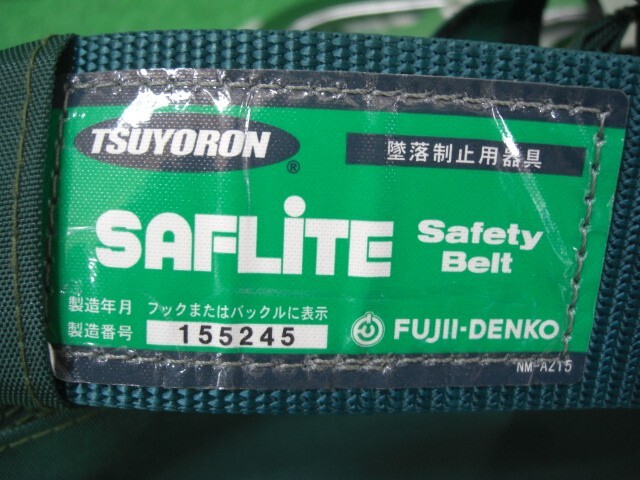 TSUYORON ®
墜落制止用器具
SAFLiTE
Safety
Belt
製造年月 フックまたはバックルに表示
製造番号 155245
FUJII-DENKO
NM-A215